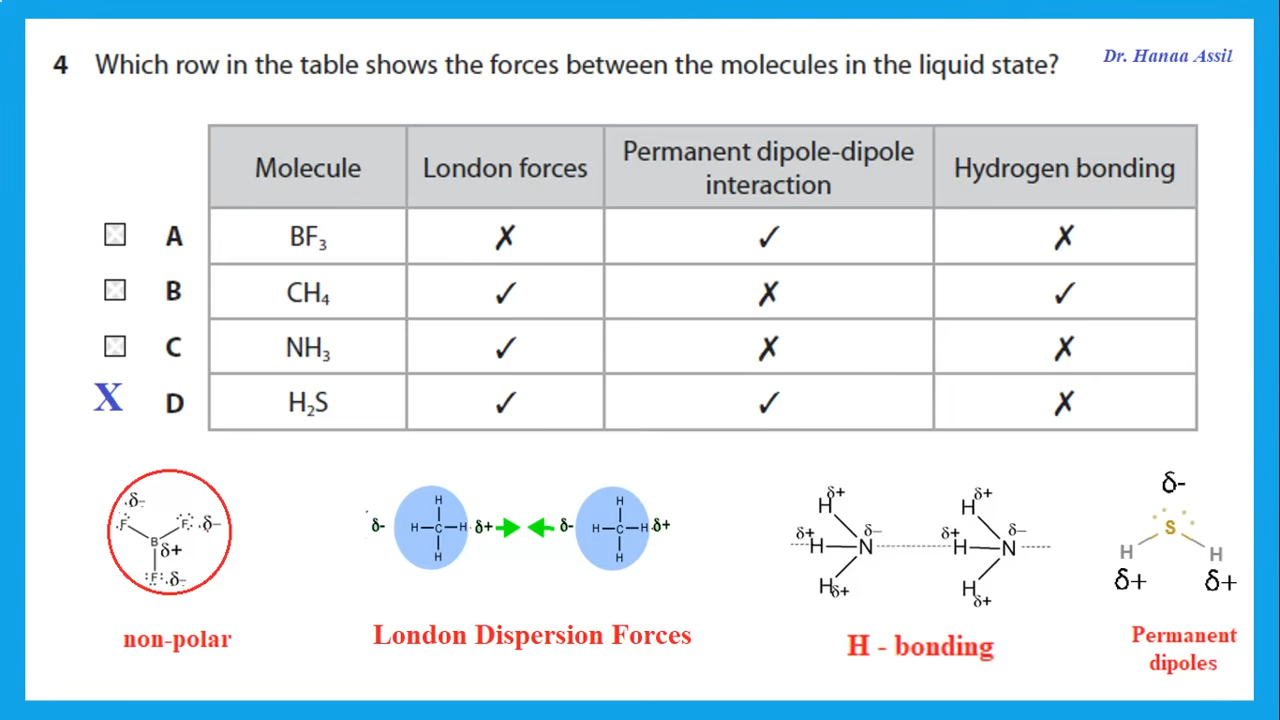 4 Which row in the table shows the forces between the molecules in the liquid state?
Dr. Hanaa Assil
Molecule London forces Permanent dipole-dipole interaction Hydrogen bonding
A BF₃ ✗ ✓ ✗
B CH₄ ✓ ✗ ✓
C NH₃ ✓ ✗ ✗
X D H₂S ✓ ✓ ✗
δ-
F F δ-
B δ+
F δ-
non-polar
H H
δ- H-C-H δ+ δ- H-C-H δ+
H H
London Dispersion Forces
δ+ δ+
H H
δ+ δ- δ+ δ-
H N H N
H δ+ H δ+
H - bonding
δ-
S
H H
δ+ δ+
Permanent
dipoles